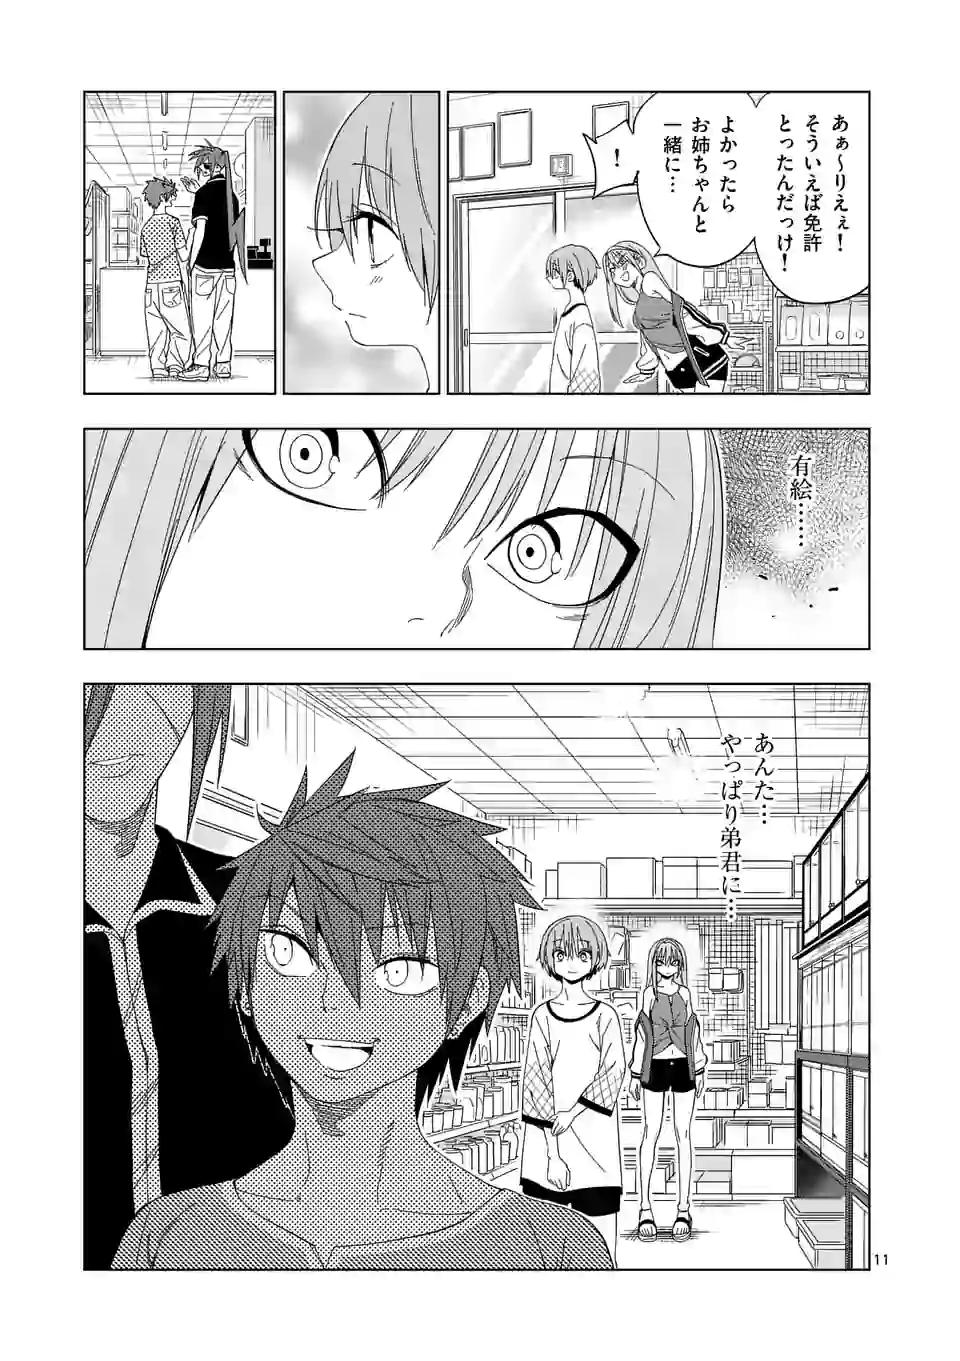 あぁ〜りえぇ！
そういえば免許
とったんだっけ！
よかったら
お姉ちゃんと
一緒に…
！
13
有絵……
あんた…
やっぱり弟君に……
11